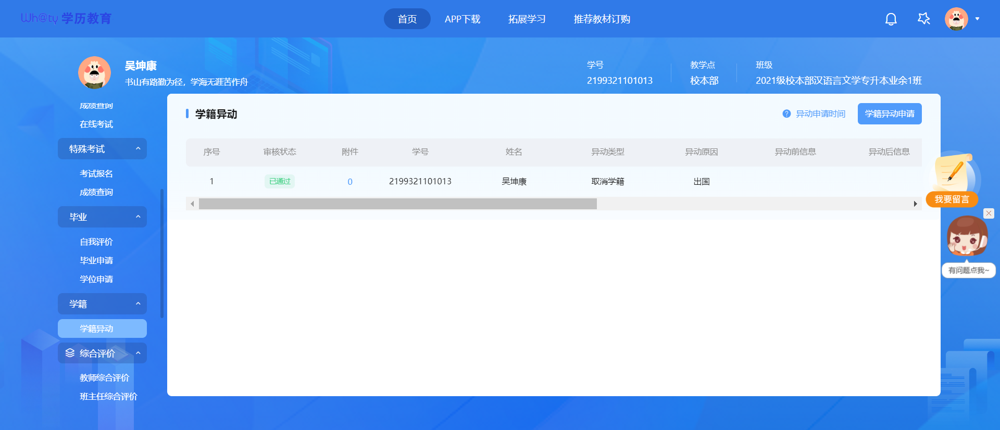 Wh@ty 学历教育
首页 APP下载 拓展学习 推荐教材订购
吴坤康
书山有路勤为径，学海无涯苦作舟
学号 教学点 班级
2199321101013 校本部 2021级校本部汉语言文学专升本业余1班
成绩查询
在线考试
特殊考试
考试报名
成绩查询
毕业
自我评价
毕业申请
学位申请
学籍
学籍异动
综合评价
教师综合评价
班主任综合评价
学籍异动
? 异动申请时间 学籍异动申请
序号 审核状态 附件 学号 姓名 异动类型 异动原因 异动前信息 异动后信息
1 已通过 0 2199321101013 吴坤康 取消学籍 出国
我要留言
有问题点我~